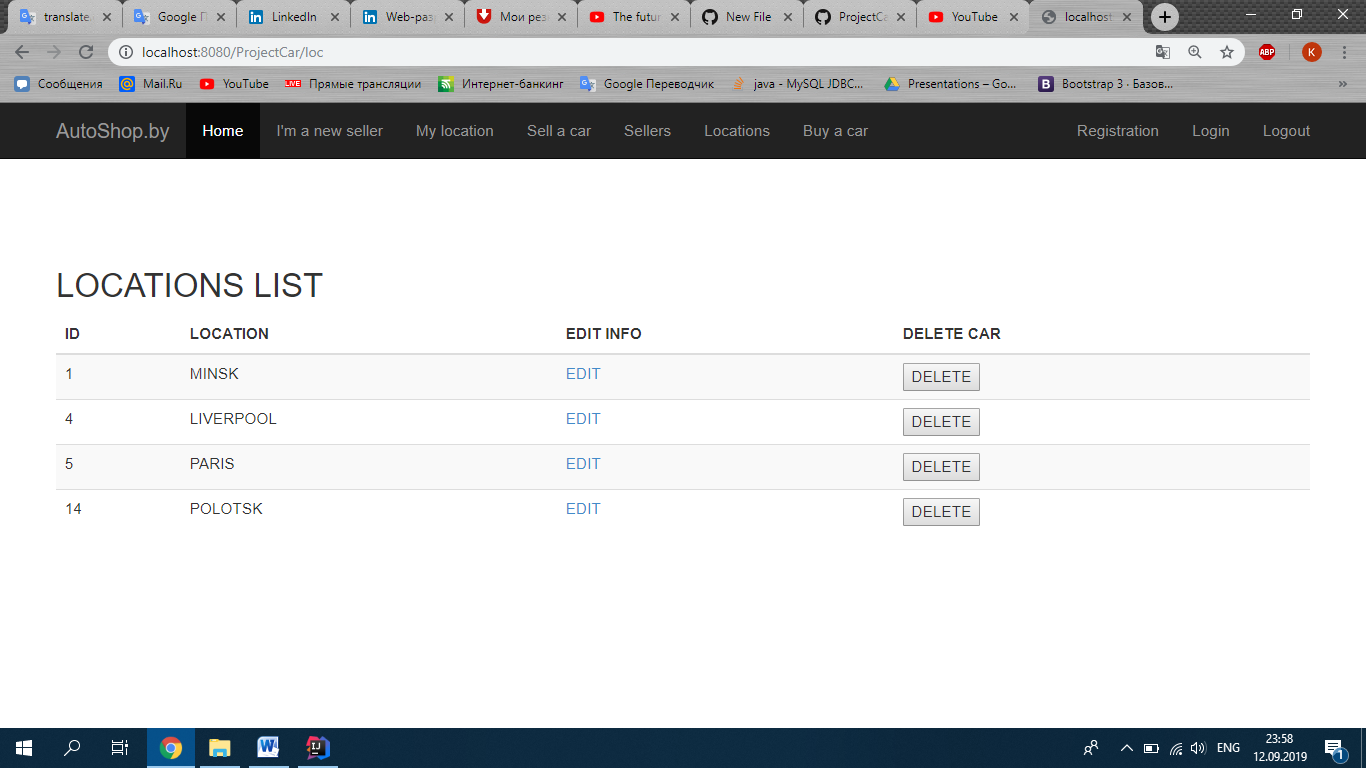 translate. Google П LinkedIn Web-раз Мои рез The futur New File ProjectCa YouTube localhost
localhost:8080/ProjectCar/loc ABP K
Сообщения Mail.Ru YouTube LIVE Прямые трансляции Интернет-банкинг Google Переводчик java - MySQL JDBC... Presentations – Go... B Bootstrap 3 · Базов... »
AutoShop.by Home I'm a new seller My location Sell a car Sellers Locations Buy a car Registration Login Logout
LOCATIONS LIST
ID LOCATION EDIT INFO DELETE CAR
1 MINSK EDIT DELETE
4 LIVERPOOL EDIT DELETE
5 PARIS EDIT DELETE
14 POLOTSK EDIT DELETE
ENG 23:58
12.09.2019 1